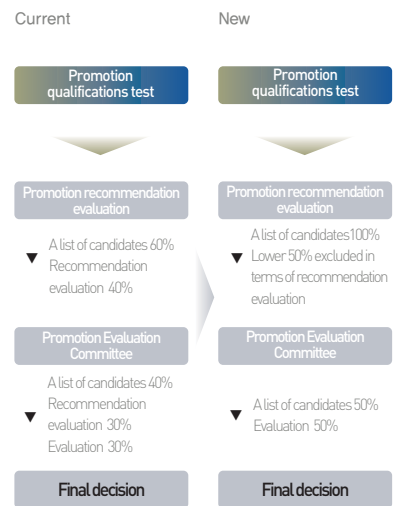 Current
Promotion
qualifications test
Promotion recommendation
evaluation
▼ A list of candidates 60%
Recommendation
evaluation 40%
Promotion Evaluation
Committee
A list of candidates 40%
▼ Recommendation
evaluation 30%
Evaluation 30%
Final decision
New
Promotion
qualifications test
Promotion recommendation
evaluation
A list of candidates100%
▼ Lower 50% excluded in
terms of recommendation
evaluation
Promotion Evaluation
Committee
▼ A list of candidates 50%
Evaluation 50%
Final decision